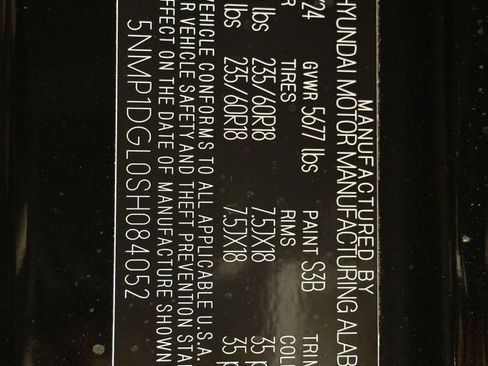 MANUFACTURED BY
HYUNDAI MOTOR MANUFACTURING ALAB
/24 GVWR 5677 lbs PAINT S3B TRIM
R TIRES RIMS COL
lbs 235/60R18 7.5JX18 35 p
lbs 235/60R18 7.5JX18 35 p
VEHICLE CONFORMS TO ALL APPLICABLE U.S.A.
R VEHICLE SAFETY AND THEFT PREVENTION STA
FFECT ON THE DATE OF MANUFACTURE SHOWN
5NMP1DGL0SH084052